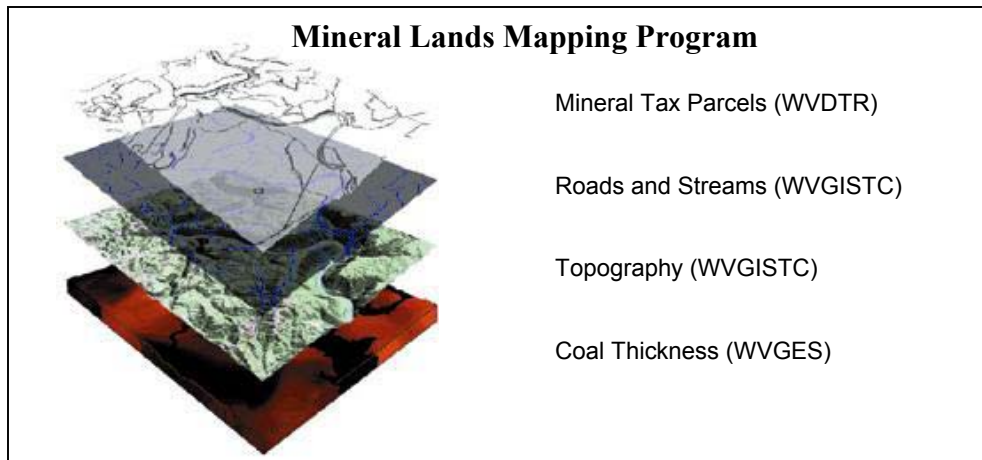 Mineral Lands Mapping Program
Mineral Tax Parcels (WVDTR)
Roads and Streams (WVGISTC)
Topography (WVGISTC)
Coal Thickness (WVGES)